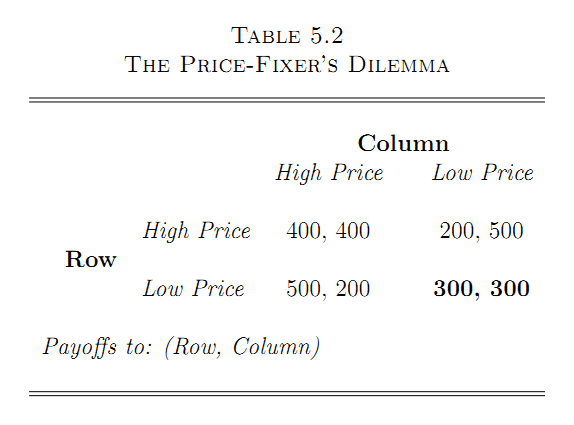 Table 5.2
The Price-Fixer's Dilemma
Column
High Price Low Price
High Price 400, 400 200, 500
Row
Low Price 500, 200 300, 300
Payoffs to: (Row, Column)